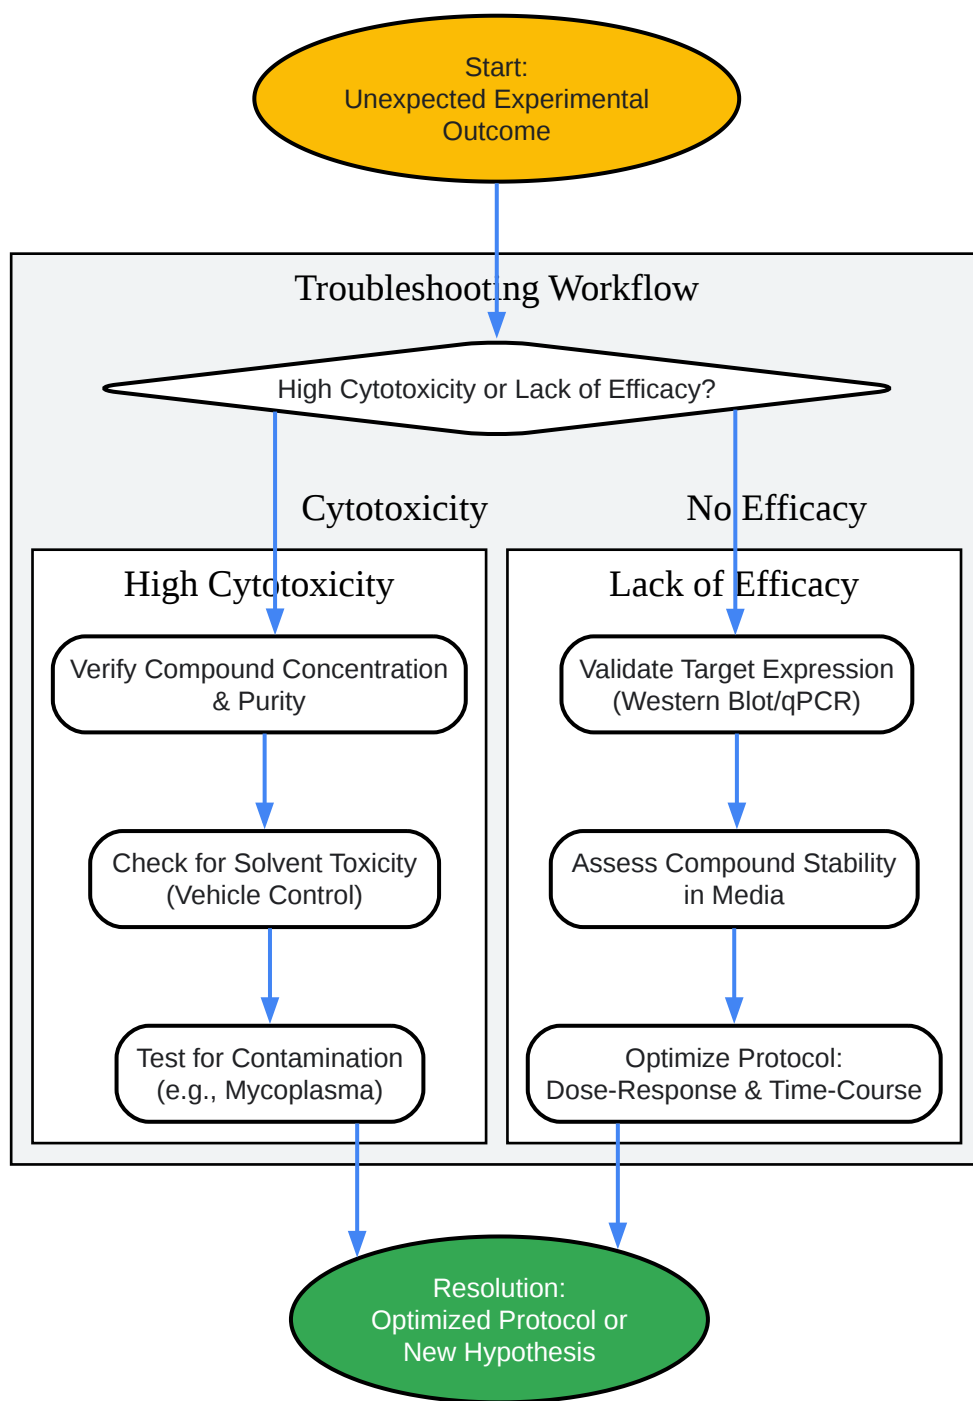 Start:
Unexpected Experimental
Outcome
Troubleshooting Workflow
High Cytotoxicity or Lack of Efficacy?
Cytotoxicity
No Efficacy
High Cytotoxicity
Verify Compound Concentration
& Purity
Check for Solvent Toxicity
(Vehicle Control)
Test for Contamination
(e.g., Mycoplasma)
Lack of Efficacy
Validate Target Expression
(Western Blot/qPCR)
Assess Compound Stability
in Media
Optimize Protocol:
Dose-Response & Time-Course
Resolution:
Optimized Protocol or
New Hypothesis